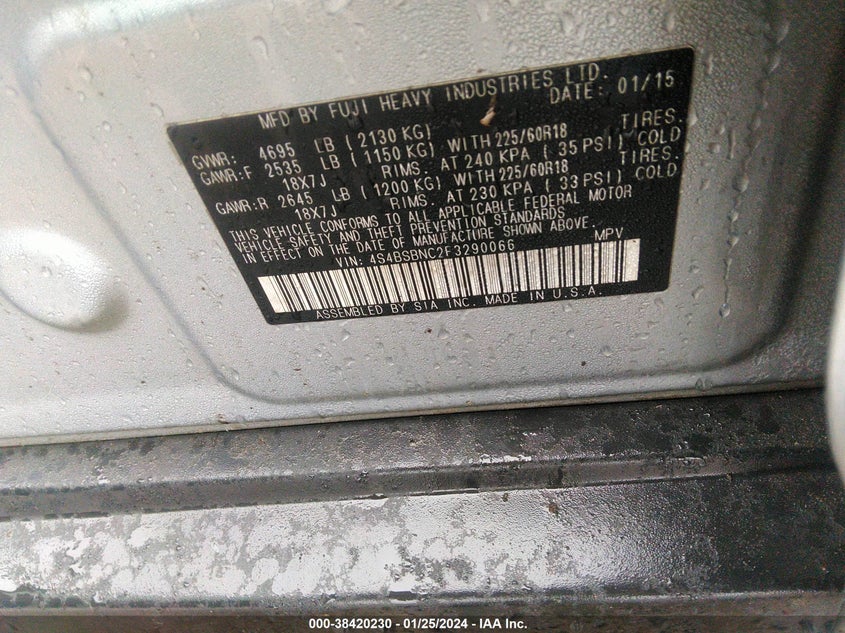 MFD BY FUJI HEAVY INDUSTRIES LTD.
DATE: 01/15
GVWR: 4695 LB (2130 KG)
GAWR:F 2535 LB (1150 KG) WITH 225/60R18 TIRES.
18X7J RIMS. AT 240 KPA (35 PSI) COLD
GAWR:R 2645 LB (1200 KG) WITH 225/60R18 TIRES.
18X7J RIMS. AT 230 KPA (33 PSI) COLD
THIS VEHICLE CONFORMS TO ALL APPLICABLE FEDERAL MOTOR
VEHICLE SAFETY AND THEFT PREVENTION STANDARDS
IN EFFECT ON THE DATE OF MANUFACTURE SHOWN ABOVE.
VIN: 4S4BSBNC2F3290066 MPV
ASSEMBLED BY SIA INC. MADE IN U.S.A.
000-38420230 - 01/25/2024 - IAA Inc.